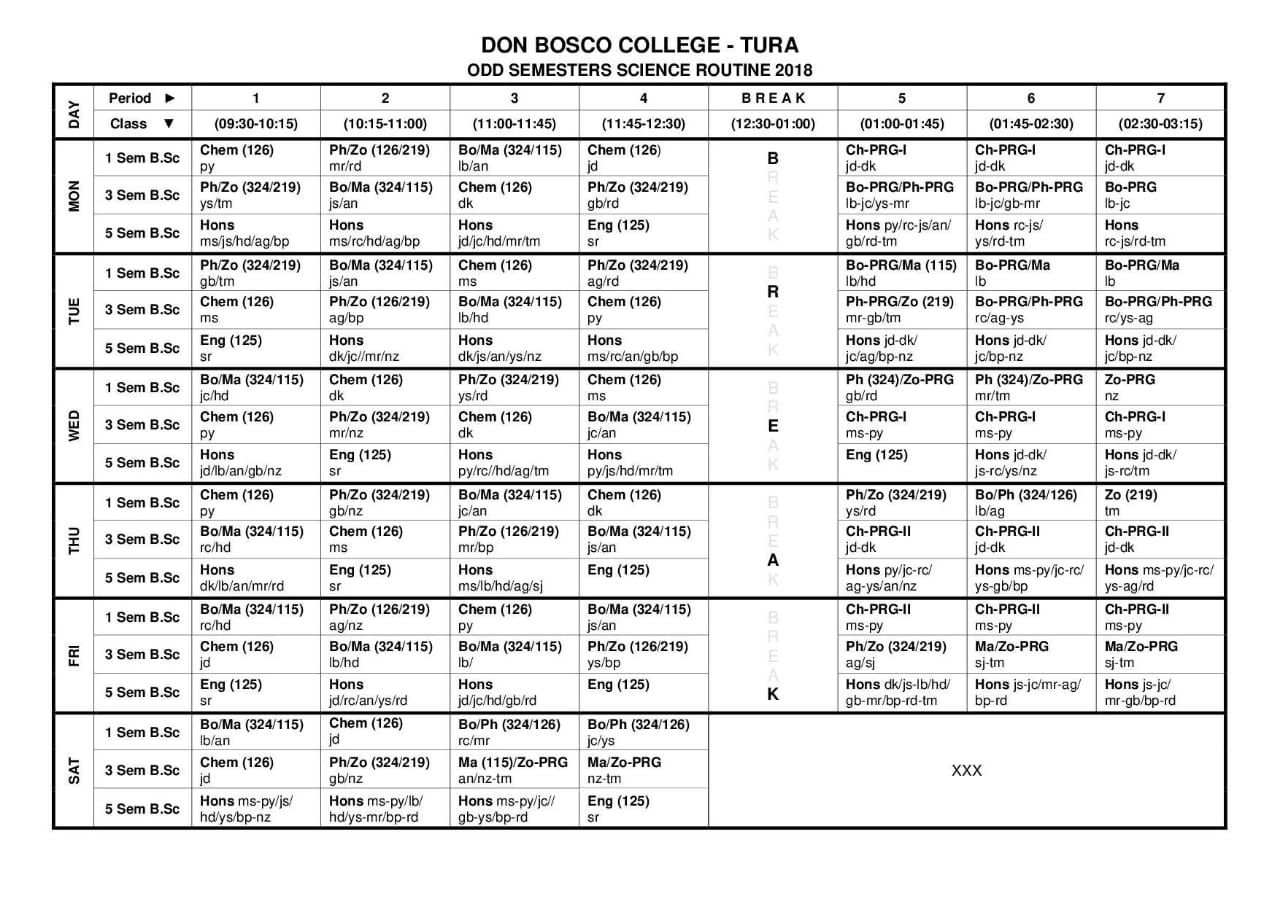 DON BOSCO COLLEGE - TURA
ODD SEMESTERS SCIENCE ROUTINE 2018
DAY
Period ► 1 2 3 4 B R E A K 5 6 7
Class ▼ (09:30-10:15) (10:15-11:00) (11:00-11:45) (11:45-12:30) (12:30-01:00) (01:00-01:45) (01:45-02:30) (02:30-03:15)
MON
B
R
E
A
K
1 Sem B.Sc Chem (126) Ph/Zo (126/219) Bo/Ma (324/115) Chem (126) Ch-PRG-I Ch-PRG-I Ch-PRG-I
py mr/rd lb/an jd jd-dk jd-dk jd-dk
3 Sem B.Sc Ph/Zo (324/219) Bo/Ma (324/115) Chem (126) Ph/Zo (324/219) Bo-PRG/Ph-PRG Bo-PRG/Ph-PRG Bo-PRG
ys/tm js/an dk gb/rd lb-jc/ys-mr lb-jc/gb-mr lb-jc
5 Sem B.Sc Hons Hons Hons Eng (125) Hons py/rc-js/an/ Hons rc-js/ Hons
ms/js/hd/ag/bp ms/rc/hd/ag/bp jd/jc/hd/mr/tm sr gb/rd-tm ys/rd-tm rc-js/rd-tm
TUE
B
R
E
A
K
1 Sem B.Sc Ph/Zo (324/219) Bo/Ma (324/115) Chem (126) Ph/Zo (324/219) Bo-PRG/Ma (115) Bo-PRG/Ma Bo-PRG/Ma
gb/tm js/an ms ag/rd lb/hd lb lb
3 Sem B.Sc Chem (126) Ph/Zo (126/219) Bo/Ma (324/115) Chem (126) Ph-PRG/Zo (219) Bo-PRG/Ph-PRG Bo-PRG/Ph-PRG
ms ag/bp lb/hd py mr-gb/tm rc/ag-ys rc/ys-ag
5 Sem B.Sc Eng (125) Hons Hons Hons Hons jd-dk/ Hons jd-dk/ Hons jd-dk/
sr dk/jc//mr/nz dk/js/an/ys/nz ms/rc/an/gb/bp jc/ag/bp-nz jc/bp-nz jc/bp-nz
WED
B
R
E
A
K
1 Sem B.Sc Bo/Ma (324/115) Chem (126) Ph/Zo (324/219) Chem (126) Ph (324)/Zo-PRG Ph (324)/Zo-PRG Zo-PRG
jc/hd dk ys/rd ms gb/rd mr/tm nz
3 Sem B.Sc Chem (126) Ph/Zo (324/219) Chem (126) Bo/Ma (324/115) Ch-PRG-I Ch-PRG-I Ch-PRG-I
py mr/nz dk jc/an ms-py ms-py ms-py
5 Sem B.Sc Hons Eng (125) Hons Hons Eng (125) Hons jd-dk/ Hons jd-dk/
jd/lb/an/gb/nz sr py/rc//hd/ag/tm py/js/hd/mr/tm js-rc/ys/nz js-rc/tm
THU
B
R
E
A
K
1 Sem B.Sc Chem (126) Ph/Zo (324/219) Bo/Ma (324/115) Chem (126) Ph/Zo (324/219) Bo/Ph (324/126) Zo (219)
py gb/nz jc/an dk ys/rd lb/ag tm
3 Sem B.Sc Bo/Ma (324/115) Chem (126) Ph/Zo (126/219) Bo/Ma (324/115) Ch-PRG-II Ch-PRG-II Ch-PRG-II
rc/hd ms mr/bp js/an jd-dk jd-dk jd-dk
5 Sem B.Sc Hons Eng (125) Hons Eng (125) Hons py/jc-rc/ Hons ms-py/jc-rc/ Hons ms-py/jc-rc/
dk/lb/an/mr/rd sr ms/lb/hd/ag/sj ag-ys/an/nz ys-gb/bp ys-ag/rd
FRI
B
R
E
A
K
1 Sem B.Sc Bo/Ma (324/115) Ph/Zo (126/219) Chem (126) Bo/Ma (324/115) Ch-PRG-II Ch-PRG-II Ch-PRG-II
rc/hd ag/nz py js/an ms-py ms-py ms-py
3 Sem B.Sc Chem (126) Bo/Ma (324/115) Bo/Ma (324/115) Ph/Zo (126/219) Ph/Zo (324/219) Ma/Zo-PRG Ma/Zo-PRG
jd lb/hd lb/ ys/bp ag/sj sj-tm sj-tm
5 Sem B.Sc Eng (125) Hons Hons Eng (125) Hons dk/js-lb/hd/ Hons js-jc/mr-ag/ Hons js-jc/
sr jd/rc/an/ys/rd jd/jc/hd/gb/rd gb-mr/bp-rd-tm bp-rd mr-gb/bp-rd
SAT
1 Sem B.Sc Bo/Ma (324/115) Chem (126) Bo/Ph (324/126) Bo/Ph (324/126)
lb/an jd rc/mr jc/ys
3 Sem B.Sc Chem (126) Ph/Zo (324/219) Ma (115)/Zo-PRG Ma/Zo-PRG XXX
jd gb/nz an/nz-tm nz-tm
5 Sem B.Sc Hons ms-py/js/ Hons ms-py/lb/ Hons ms-py/jc// Eng (125)
hd/ys/bp-nz hd/ys-mr/bp-rd gb-ys/bp-rd sr